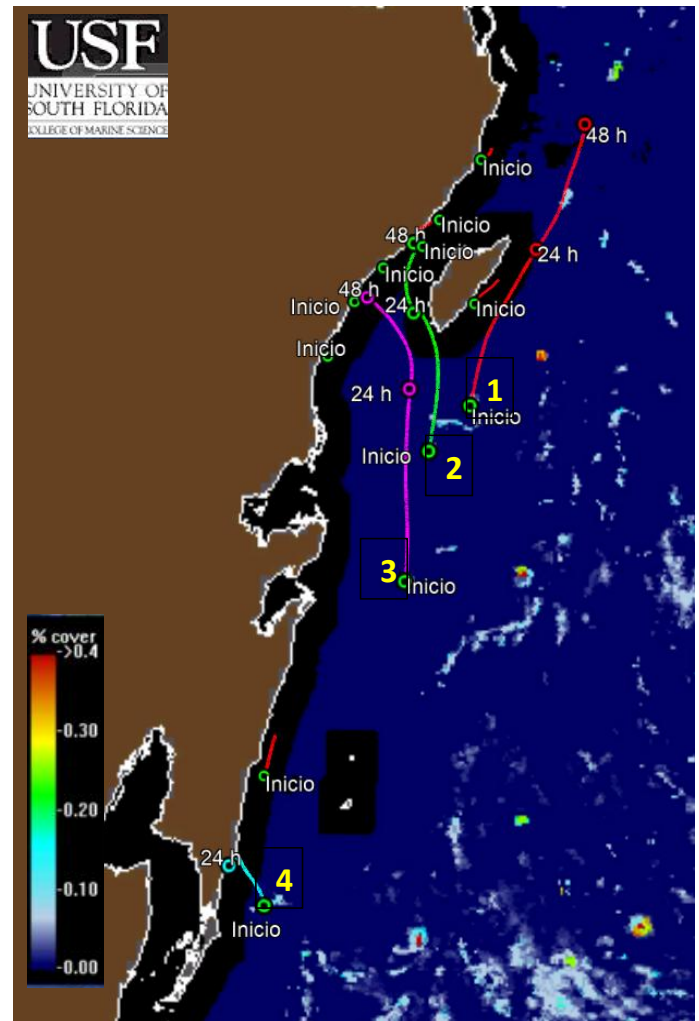 USF
UNIVERSITY OF
SOUTH FLORIDA
COLLEGE OF MARINE SCIENCE
48 h
Inicio
Inicio
48 h
Inicio
24 h
Inicio
48 h
24 h
Inicio
Inicio
Inicio
24 h
1
Inicio
Inicio
2
3
Inicio
% cover
->0.4
-0.30
-0.20
-0.10
-0.00
Inicio
24 h
4
Inicio